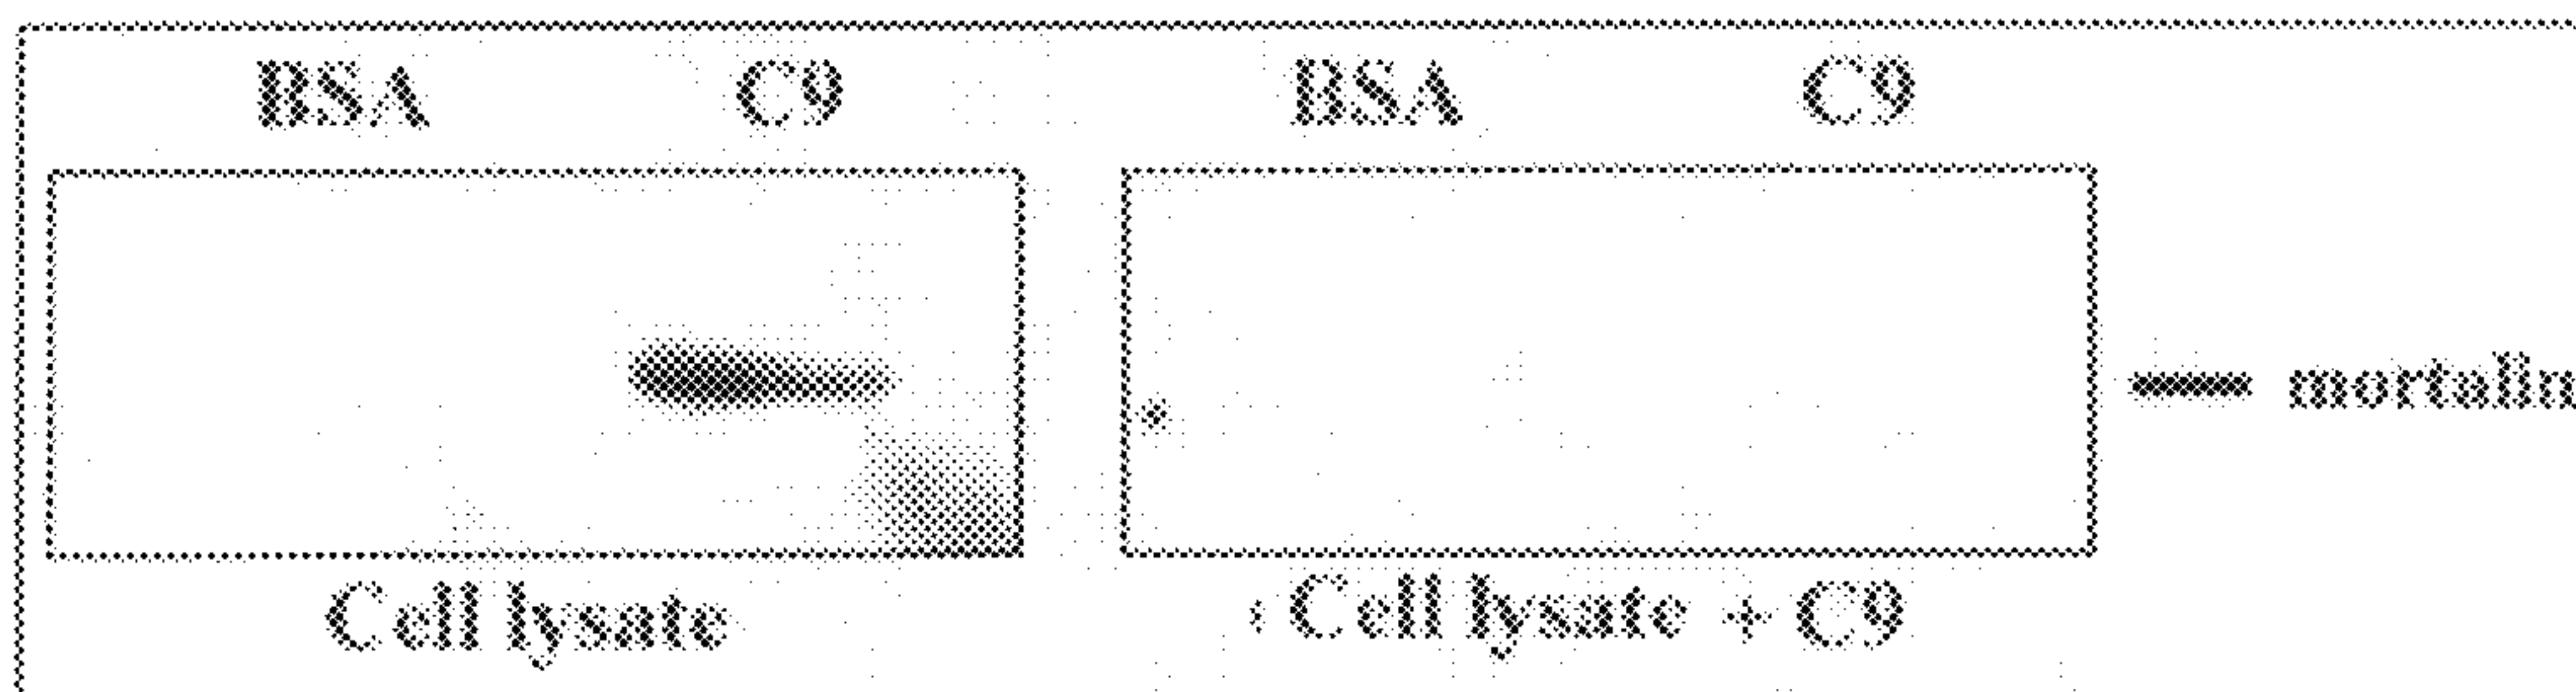 BSA C9 BSA C9
mortalin
Cell lysate Cell lysate + C9